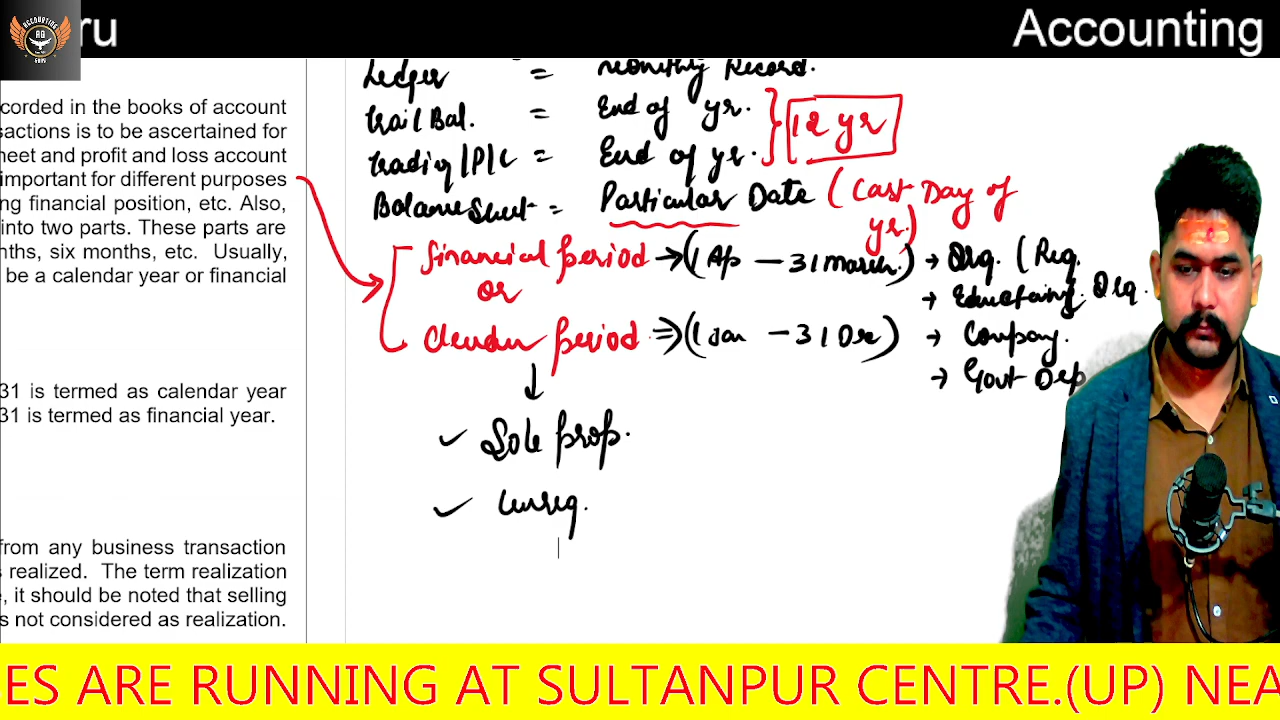 ru
Accounting
ACCOUNTING
AG
corded in the books of account
sactions is to be ascertained for
heet and profit and loss account
important for different purposes
ng financial position, etc. Also,
into two parts. These parts are
nths, six months, etc. Usually,
be a calendar year or financial
31 is termed as calendar year
31 is termed as financial year.
from any business transaction
s realized. The term realization
, it should be noted that selling
s not considered as realization.
Ledger = Monthly Record.
trail Bal. = End of yr.
12 yr
trading/P/L = End of yr.
Balance Sheet = Particular Date (Last Day of yr.)
financial period → (1 Ap – 31 March.) → Org. (Reg.
or
→ Org.
period ⇒ (1 Jan – 31 De) → Company.
→ Govt Dep
↓
✓ Sole prop.
✓ unreg.
ES ARE RUNNING AT SULTANPUR CENTRE.(UP) NEA